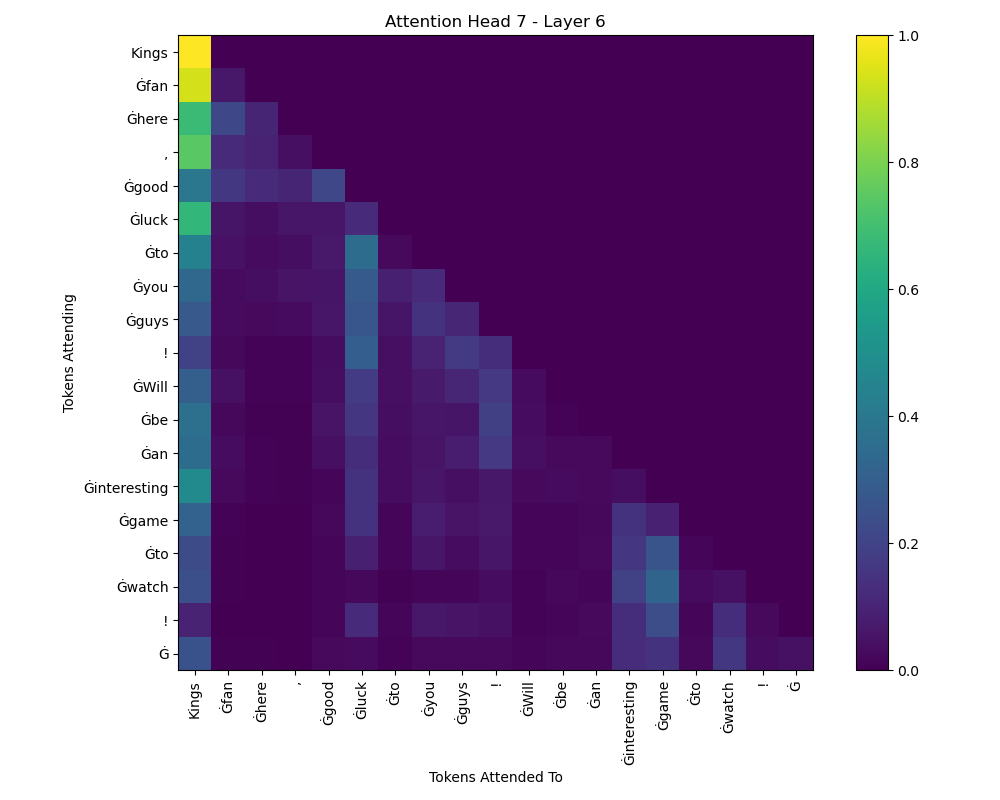 Attention Head 7 - Layer 6
Kings
Ġfan
Ġhere
,
Ġgood
Ġluck
Ġto
Ġyou
Ġguys
!
ĠWill
Ġbe
Ġan
Ġinteresting
Ġgame
Ġto
Ġwatch
!
Ġ
Tokens Attending
Kings
Ġfan
Ġhere
,
Ġgood
Ġluck
Ġto
Ġyou
Ġguys
!
ĠWill
Ġbe
Ġan
Ġinteresting
Ġgame
Ġto
Ġwatch
!
Ġ
Tokens Attended To
1.0
0.8
0.6
0.4
0.2
0.0